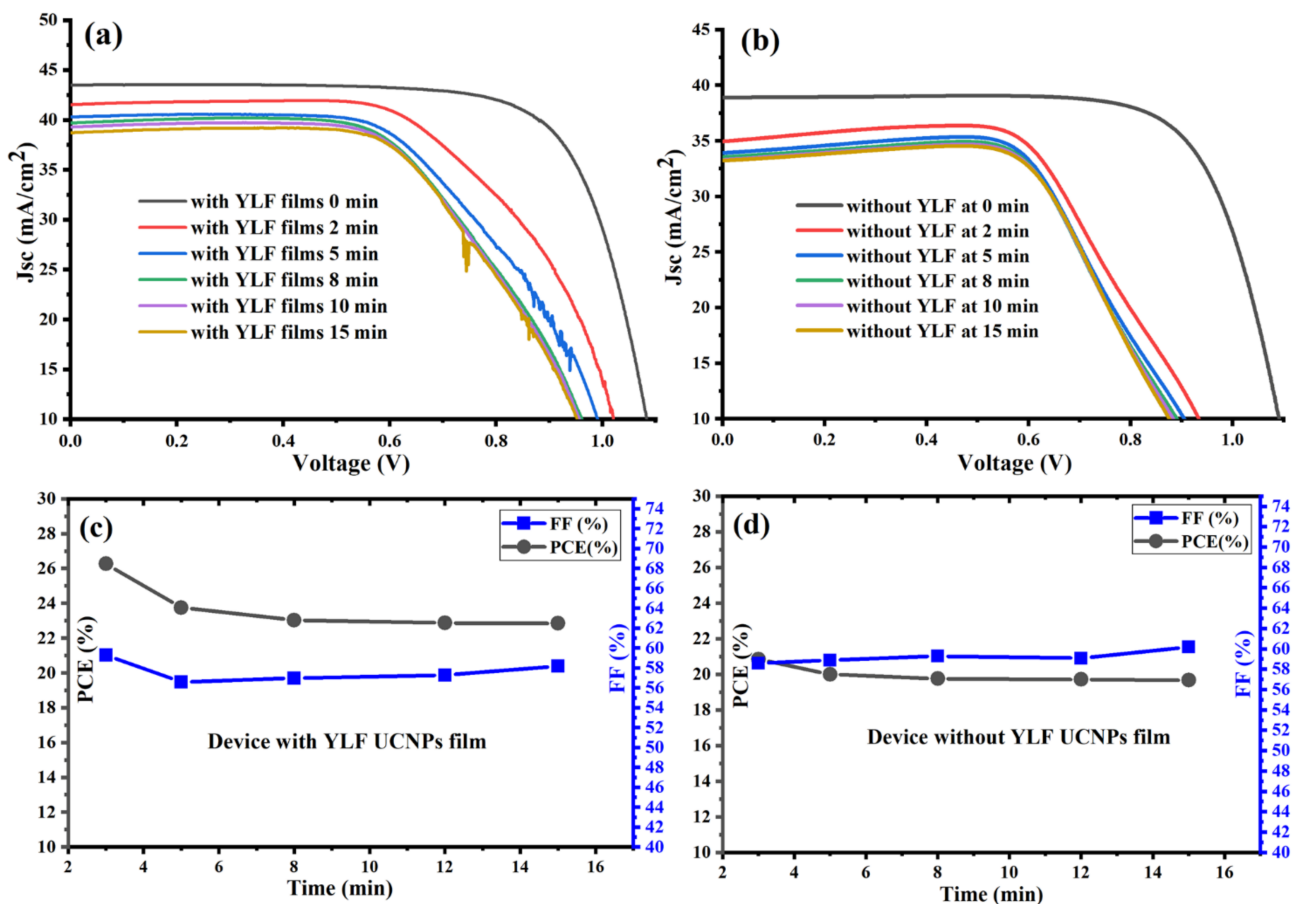 (a)
50
45
40
35
30
25
20
15
10
Jsc (mA/cm²)
with YLF films 0 min
with YLF films 2 min
with YLF films 5 min
with YLF films 8 min
with YLF films 10 min
with YLF films 15 min
0.0 0.2 0.4 0.6 0.8 1.0
Voltage (V)
(b)
45
40
35
30
25
20
15
10
Jsc (mA/cm²)
without YLF at 0 min
without YLF at 2 min
without YLF at 5 min
without YLF at 8 min
without YLF at 10 min
without YLF at 15 min
0.0 0.2 0.4 0.6 0.8 1.0
Voltage (V)
(c)
30
28
26
24
22
20
18
16
14
12
10
PCE (%)
FF (%)
PCE(%)
Device with YLF UCNPs film
74
72
70
68
66
64
62
60
58
56
54
52
50
48
46
44
42
40
FF (%)
2 4 6 8 10 12 14 16
Time (min)
(d)
30
28
26
24
22
20
18
16
14
12
10
PCE (%)
FF (%)
PCE(%)
Device without YLF UCNPs film
74
72
70
68
66
64
62
60
58
56
54
52
50
48
46
44
42
40
FF (%)
2 4 6 8 10 12 14 16
Time (min)